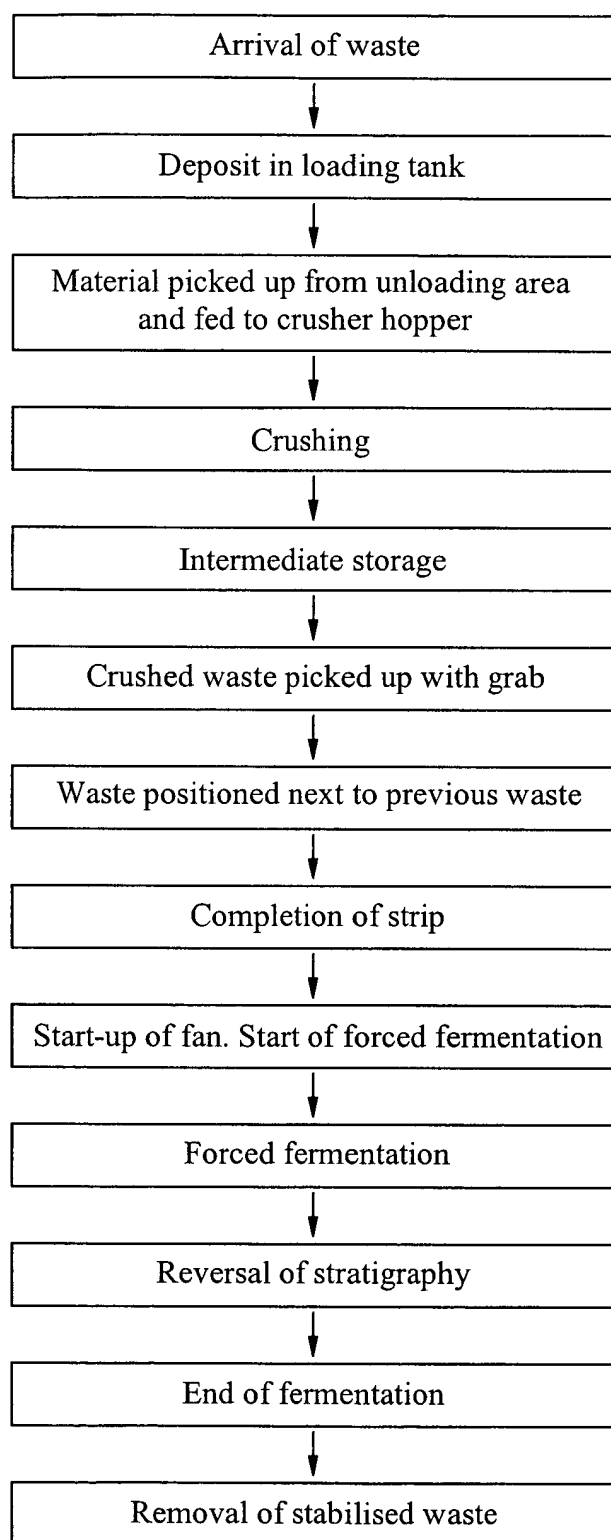 Arrival of waste
Deposit in loading tank
Material picked up from unloading area
and fed to crusher hopper
Crushing
Intermediate storage
Crushed waste picked up with grab
Waste positioned next to previous waste
Completion of strip
Start-up of fan. Start of forced fermentation
Forced fermentation
Reversal of stratigraphy
End of fermentation
Removal of stabilised waste